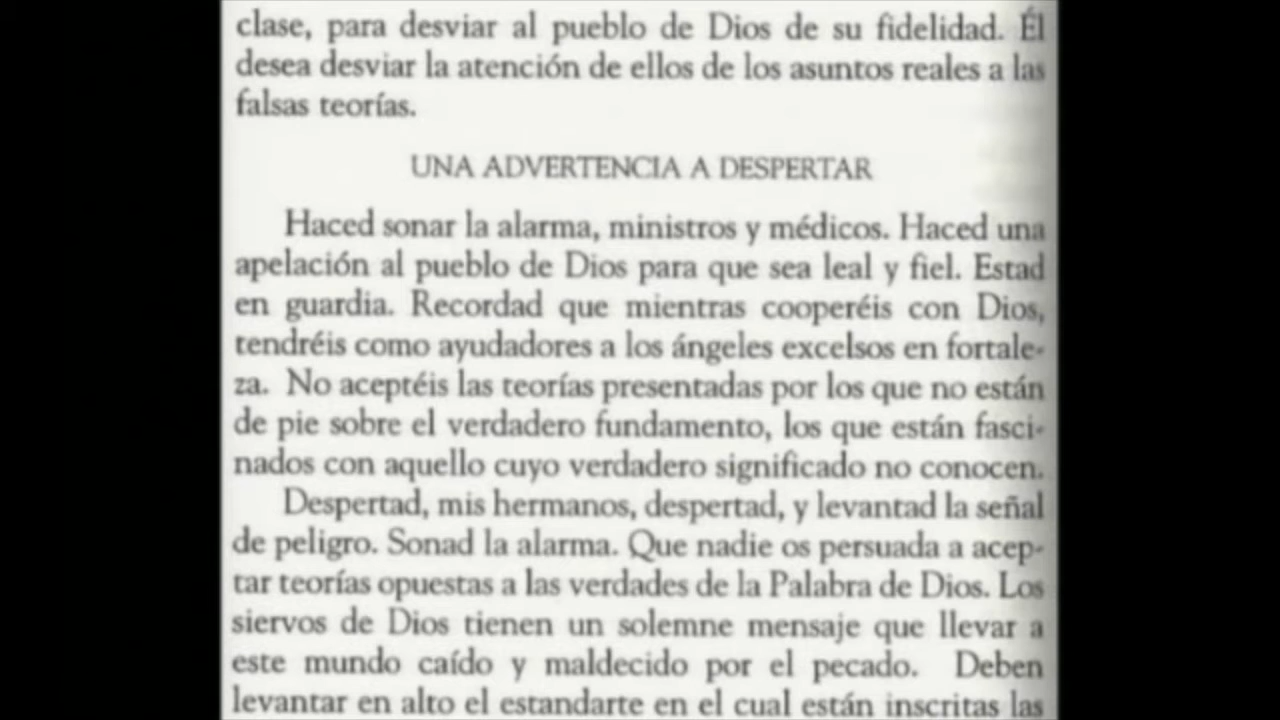 clase, para desviar al pueblo de Dios de su fidelidad. Él
desea desviar la atención de ellos de los asuntos reales a las
falsas teorías.
UNA ADVERTENCIA A DESPERTAR
Haced sonar la alarma, ministros y médicos. Haced una
apelación al pueblo de Dios para que sea leal y fiel. Estad
en guardia. Recordad que mientras cooperéis con Dios,
tendréis como ayudadores a los ángeles excelsos en fortale-
za. No aceptéis las teorías presentadas por los que no están
de pie sobre el verdadero fundamento, los que están fasci-
nados con aquello cuyo verdadero significado no conocen.
Despertad, mis hermanos, despertad, y levantad la señal
de peligro. Sonad la alarma. Que nadie os persuada a acep-
tar teorías opuestas a las verdades de la Palabra de Dios. Los
siervos de Dios tienen un solemne mensaje que llevar a
este mundo caído y maldecido por el pecado. Deben
levantar en alto el estandarte en el cual están inscritas las